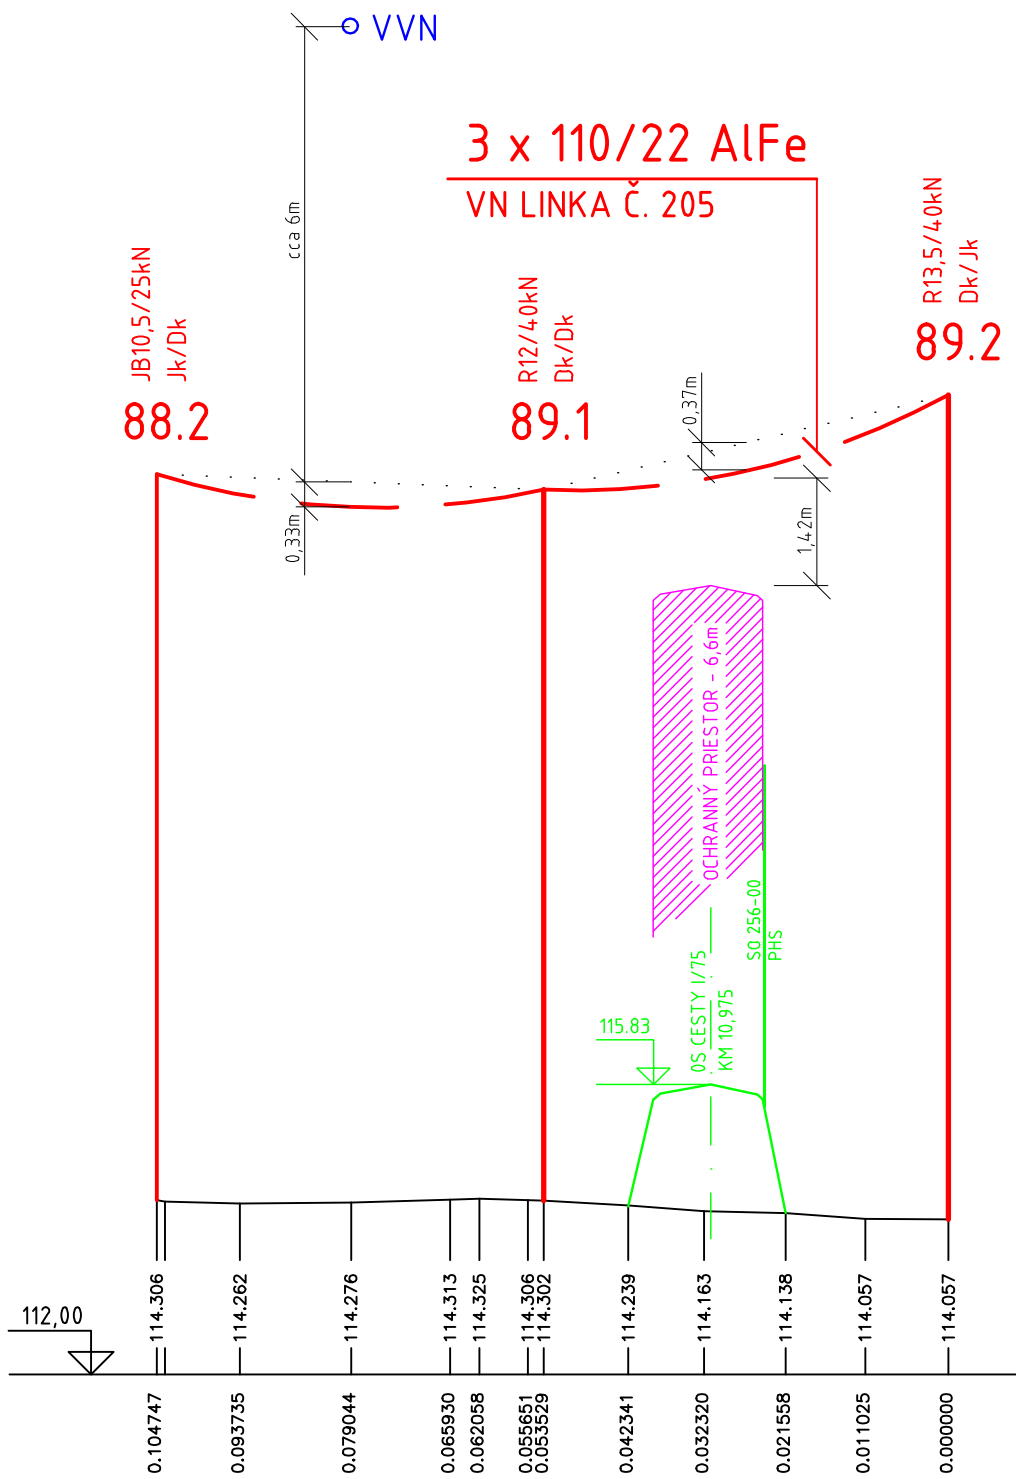 VVN
3 x 110/22 AlFe
VN LINKA Č. 205
cca 6m
JB10,5/25kN
Jk/Dk
88.2
R12/40kN
Dk/Dk
89.1
R13,5/40kN
Dk/Jk
89.2
0,37m
0,33m
1,42m
OCHRANNÝ PRIESTOR - 6,6m
SO 256-00
PHS
OS CESTY I/75
KM 10,975
115.83
112,00
114.306
114.262
114.276
114.313
114.325
114.306
114.302
114.239
114.163
114.138
114.057
114.057
0.104747
0.093735
0.079044
0.065930
0.062058
0.055651
0.053529
0.042341
0.032320
0.021558
0.011025
0.000000